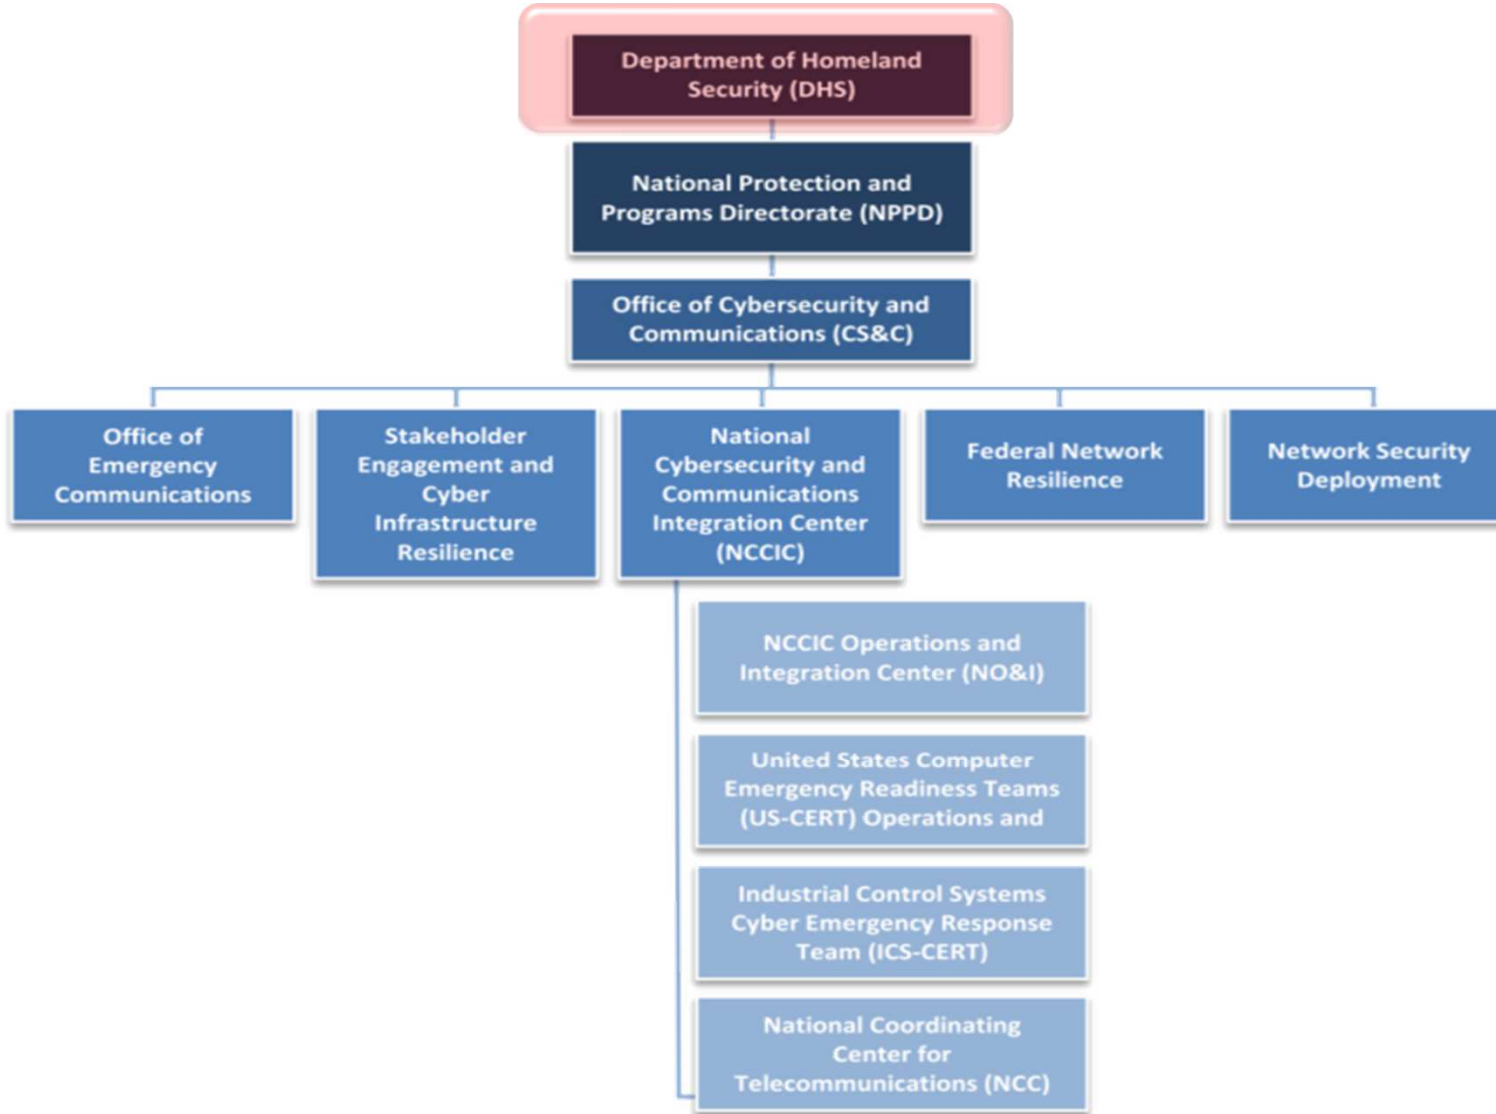 Department of Homeland
Security (DHS)
National Protection and
Programs Directorate (NPPD)
Office of Cybersecurity and
Communications (CS&C)
Office of
Emergency
Communications
Stakeholder
Engagement and
Cyber
Infrastructure
Resilience
National
Cybersecurity and
Communications
Integration Center
(NCCIC)
Federal Network
Resilience
Network Security
Deployment
NCCIC Operations and
Integration Center (NO&I)
United States Computer
Emergency Readiness Teams
(US-CERT) Operations and
Industrial Control Systems
Cyber Emergency Response
Team (ICS-CERT)
National Coordinating
Center for
Telecommunications (NCC)